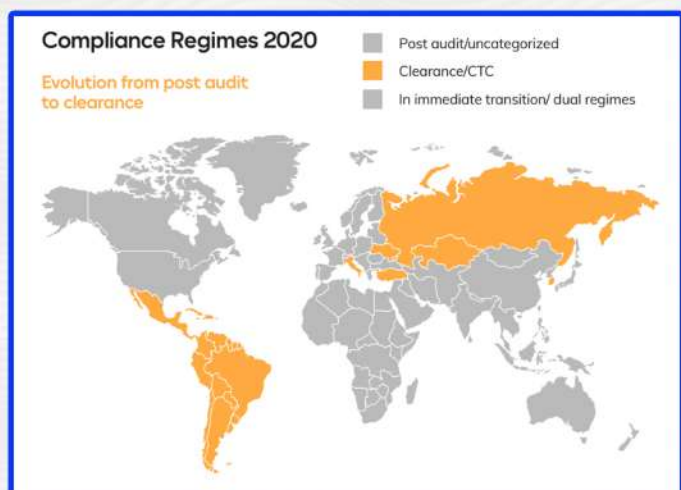 Compliance Regimes 2020
Evolution from post audit
to clearance
Post audit/uncategorized
Clearance/CTC
In immediate transition/ dual regimes